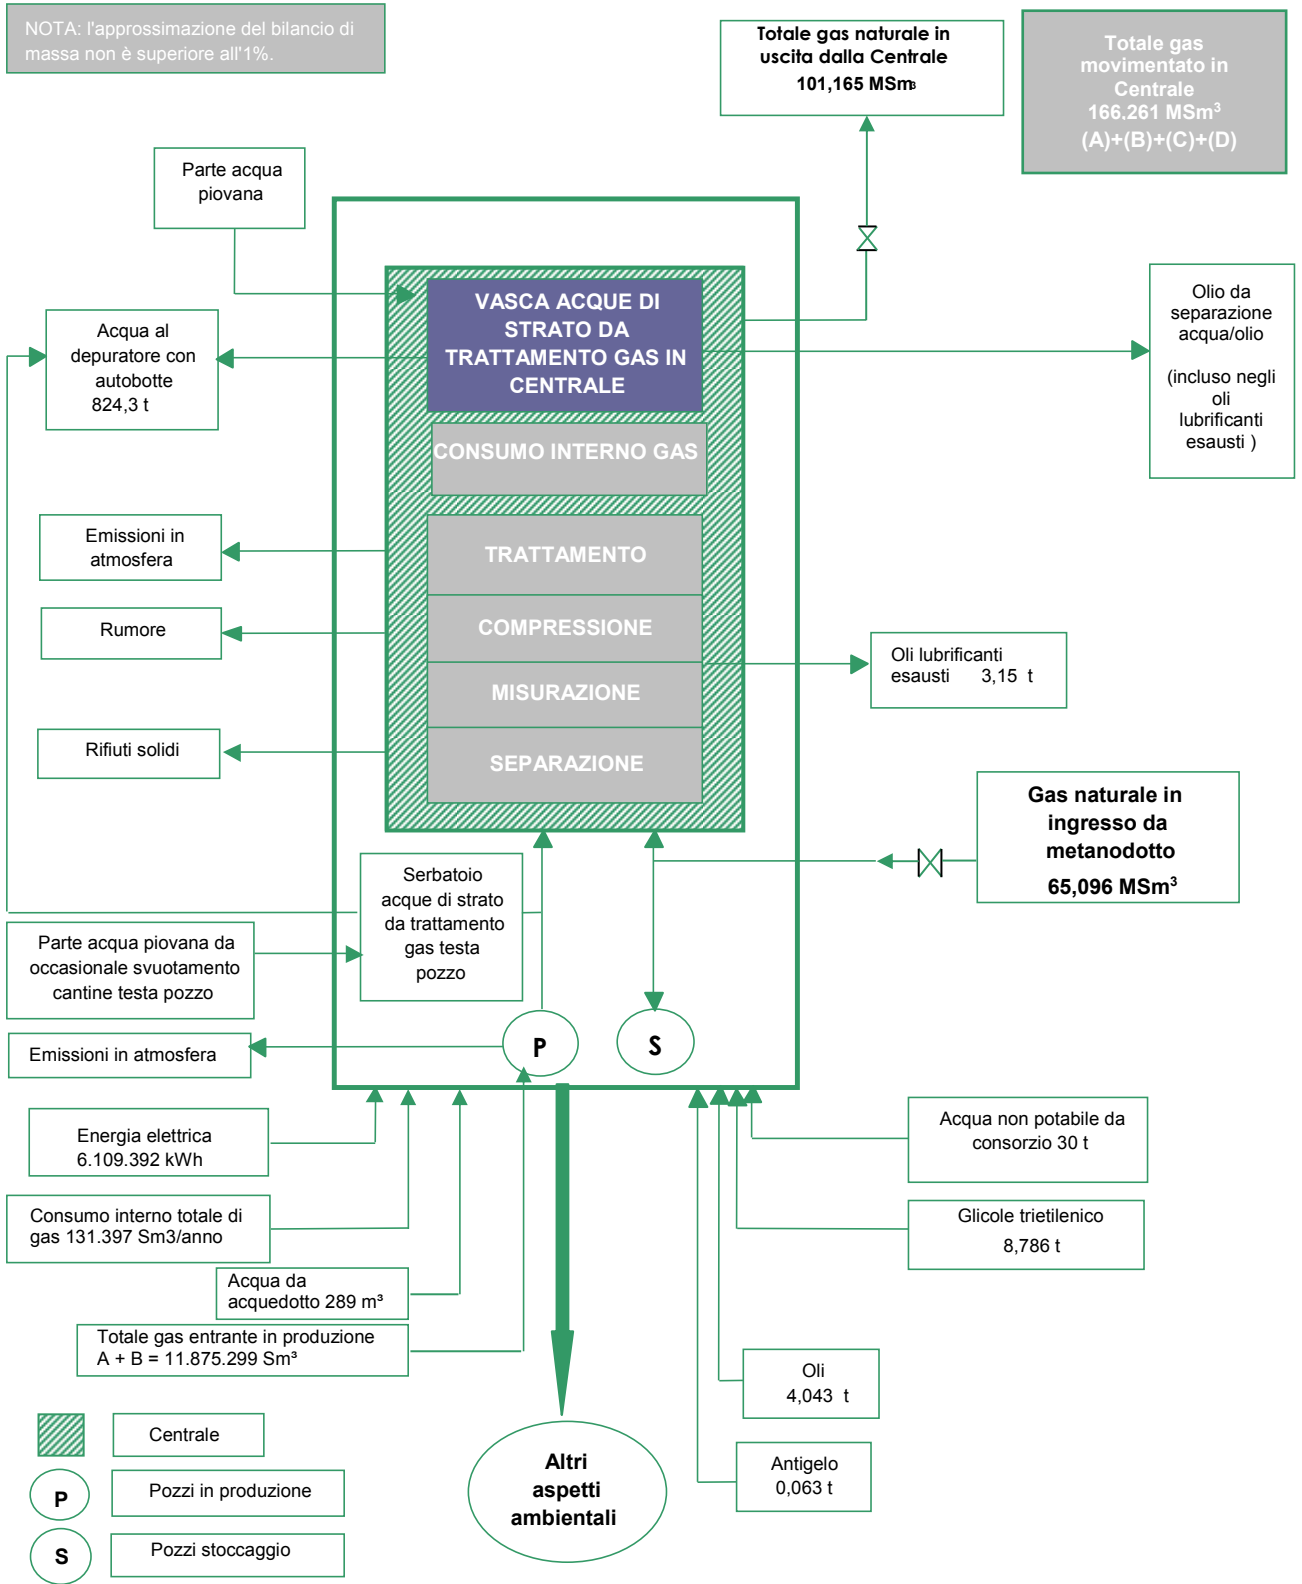 NOTA: l'approssimazione del bilancio di
massa non è superiore all'1%.
Totale gas naturale in
uscita dalla Centrale
101,165 MSm³
Totale gas
movimentato in
Centrale
166,261 MSm³
(A)+(B)+(C)+(D)
Parte acqua
piovana
VASCA ACQUE DI
STRATO DA
TRATTAMENTO GAS IN
CENTRALE
Acqua al
depuratore con
autobotte
824,3 t
Olio da
separazione
acqua/olio
(incluso negli
oli
lubrificanti
esausti )
CONSUMO INTERNO GAS
Emissioni in
atmosfera
TRATTAMENTO
Rumore
COMPRESSIONE
Oli lubrificanti
esausti 3,15 t
MISURAZIONE
Rifiuti solidi
SEPARAZIONE
Gas naturale in
ingresso da
metanodotto
65,096 MSm³
Serbatoio
acque di strato
da trattamento
gas testa
pozzo
Parte acqua piovana da
occasionale svuotamento
cantine testa pozzo
P
S
Emissioni in atmosfera
Energia elettrica
6.109.392 kWh
Acqua non potabile da
consorzio 30 t
Consumo interno totale di
gas 131.397 Sm3/anno
Glicole trietilenico
8,786 t
Acqua da
acquedotto 289 m³
Totale gas entrante in produzione
A + B = 11.875.299 Sm³
Oli
4,043 t
Centrale
Altri
aspetti
ambientali
Antigelo
0,063 t
P
Pozzi in produzione
S
Pozzi stoccaggio